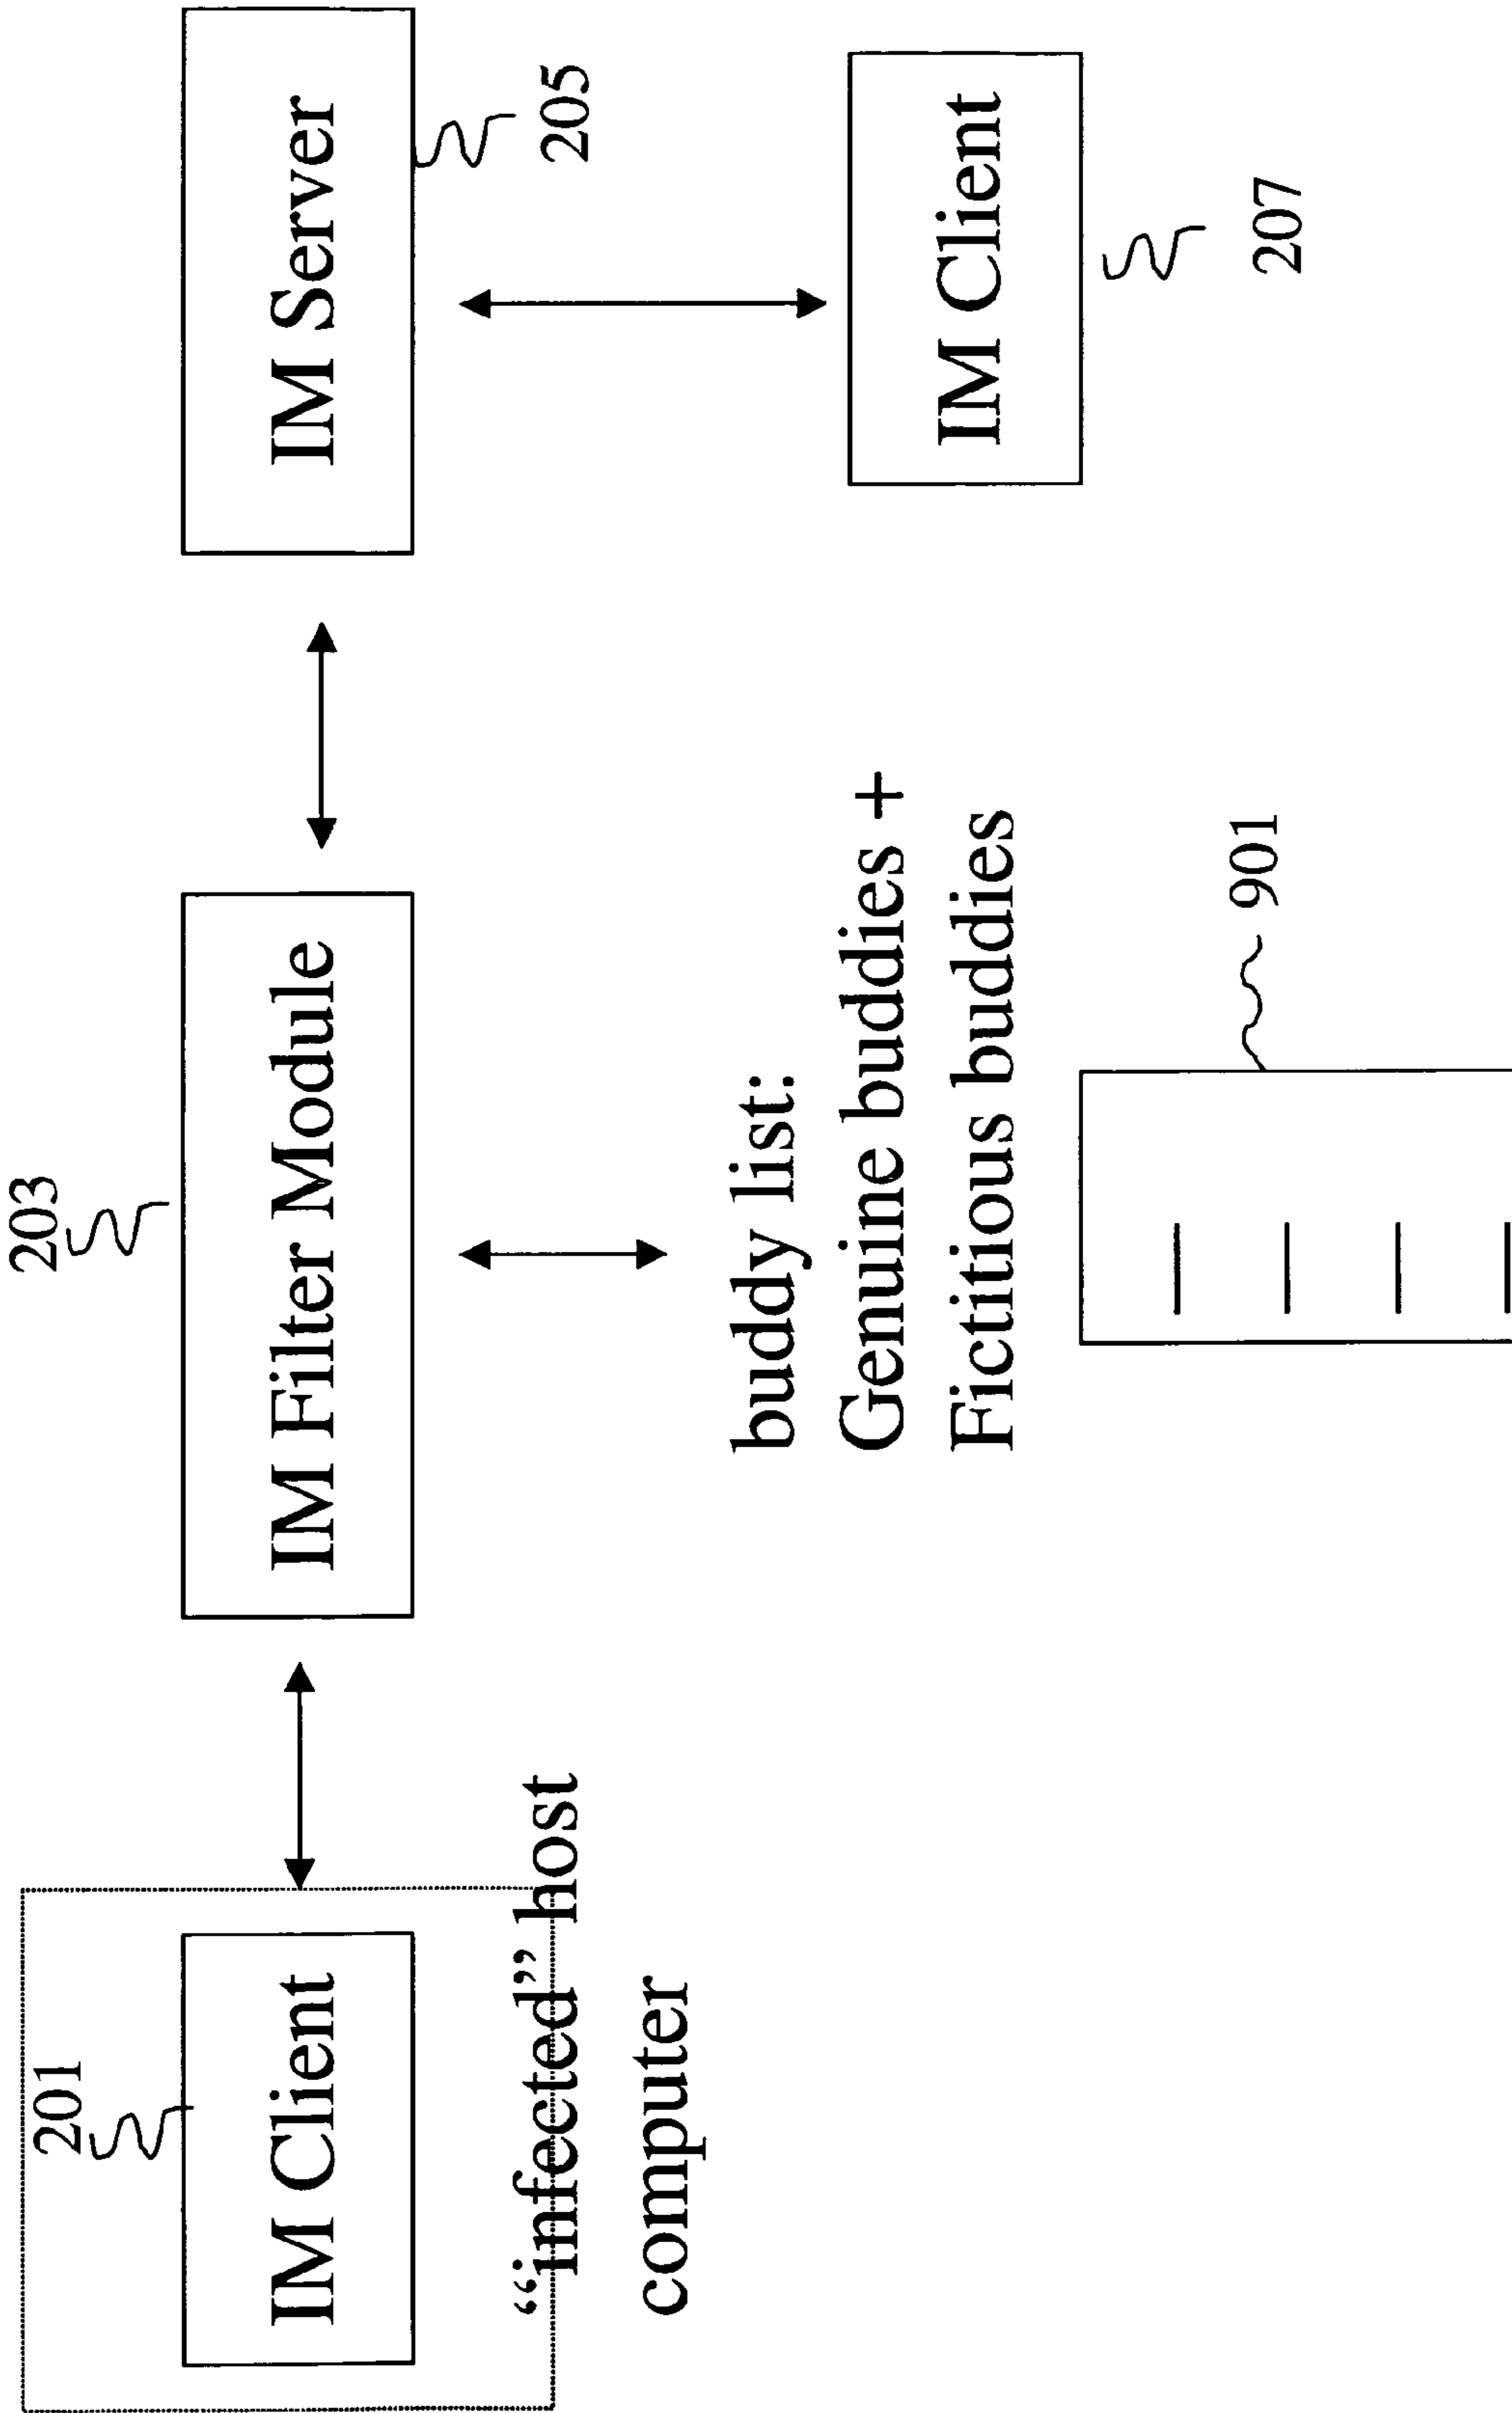 203
201
IM Client
IM Filter Module
IM Server
205
“infected” host
computer
buddy list:
Genuine buddies +
Fictitious buddies
IM Client
207
901